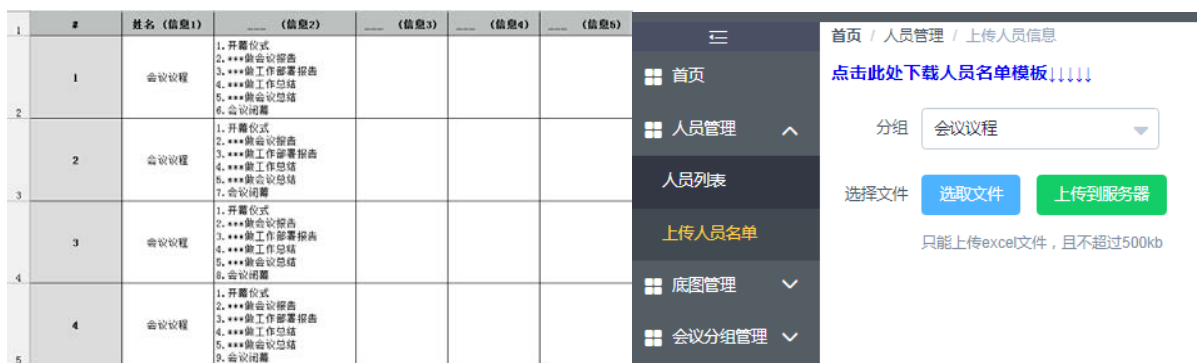 # 姓名（信息1） ___ （信息2） ___ （信息3） ___ （信息4） ___ （信息5）
1
1 会议议程
1. 开幕仪式
2. ***做会议报告
3. ***做工作部署报告
4. ***做工作总结
5. ***做会议总结
6. 会议闭幕
2
2 会议议程
1. 开幕仪式
2. ***做会议报告
3. ***做工作部署报告
4. ***做工作总结
5. ***做会议总结
7. 会议闭幕
3
3 会议议程
1. 开幕仪式
2. ***做会议报告
3. ***做工作部署报告
4. ***做工作总结
5. ***做会议总结
8. 会议闭幕
4
4 会议议程
1. 开幕仪式
2. ***做会议报告
3. ***做工作部署报告
4. ***做工作总结
5. ***做会议总结
9. 会议闭幕
5
首页
人员管理
人员列表
上传人员名单
底图管理
会议分组管理
首页 / 人员管理 / 上传人员信息
点击此处下载人员名单模板↓↓↓↓↓
分组 会议议程
选择文件 选取文件 上传到服务器
只能上传excel文件，且不超过500kb